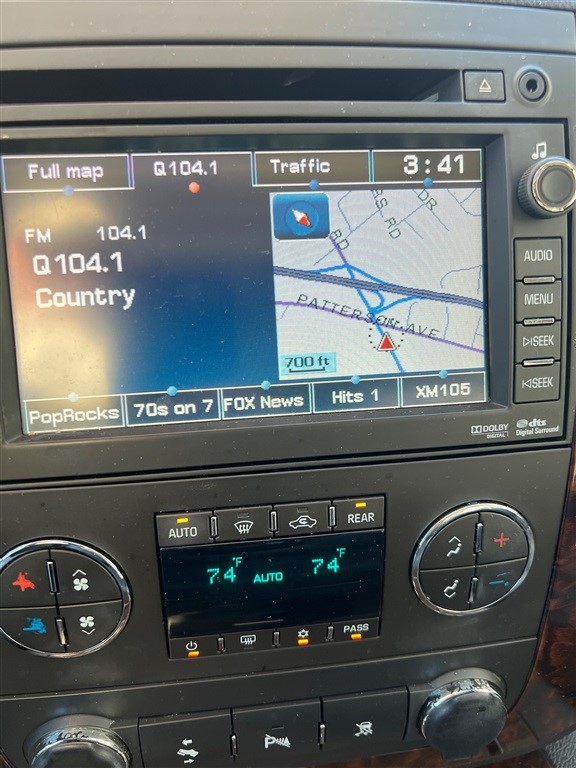 Full map Q104.1 Traffic 3:41
FM 104.1
Q104.1
Country
RD
DR
BD
PATTERSON AVE
700 ft
PopRocks 70s on 7 FOX News Hits 1 XM105
AUDIO
MENU
SEEK
SEEK
DOLBY
DIGITAL
dts
Digital Surround
AUTO REAR
74°F AUTO 74°F
PASS